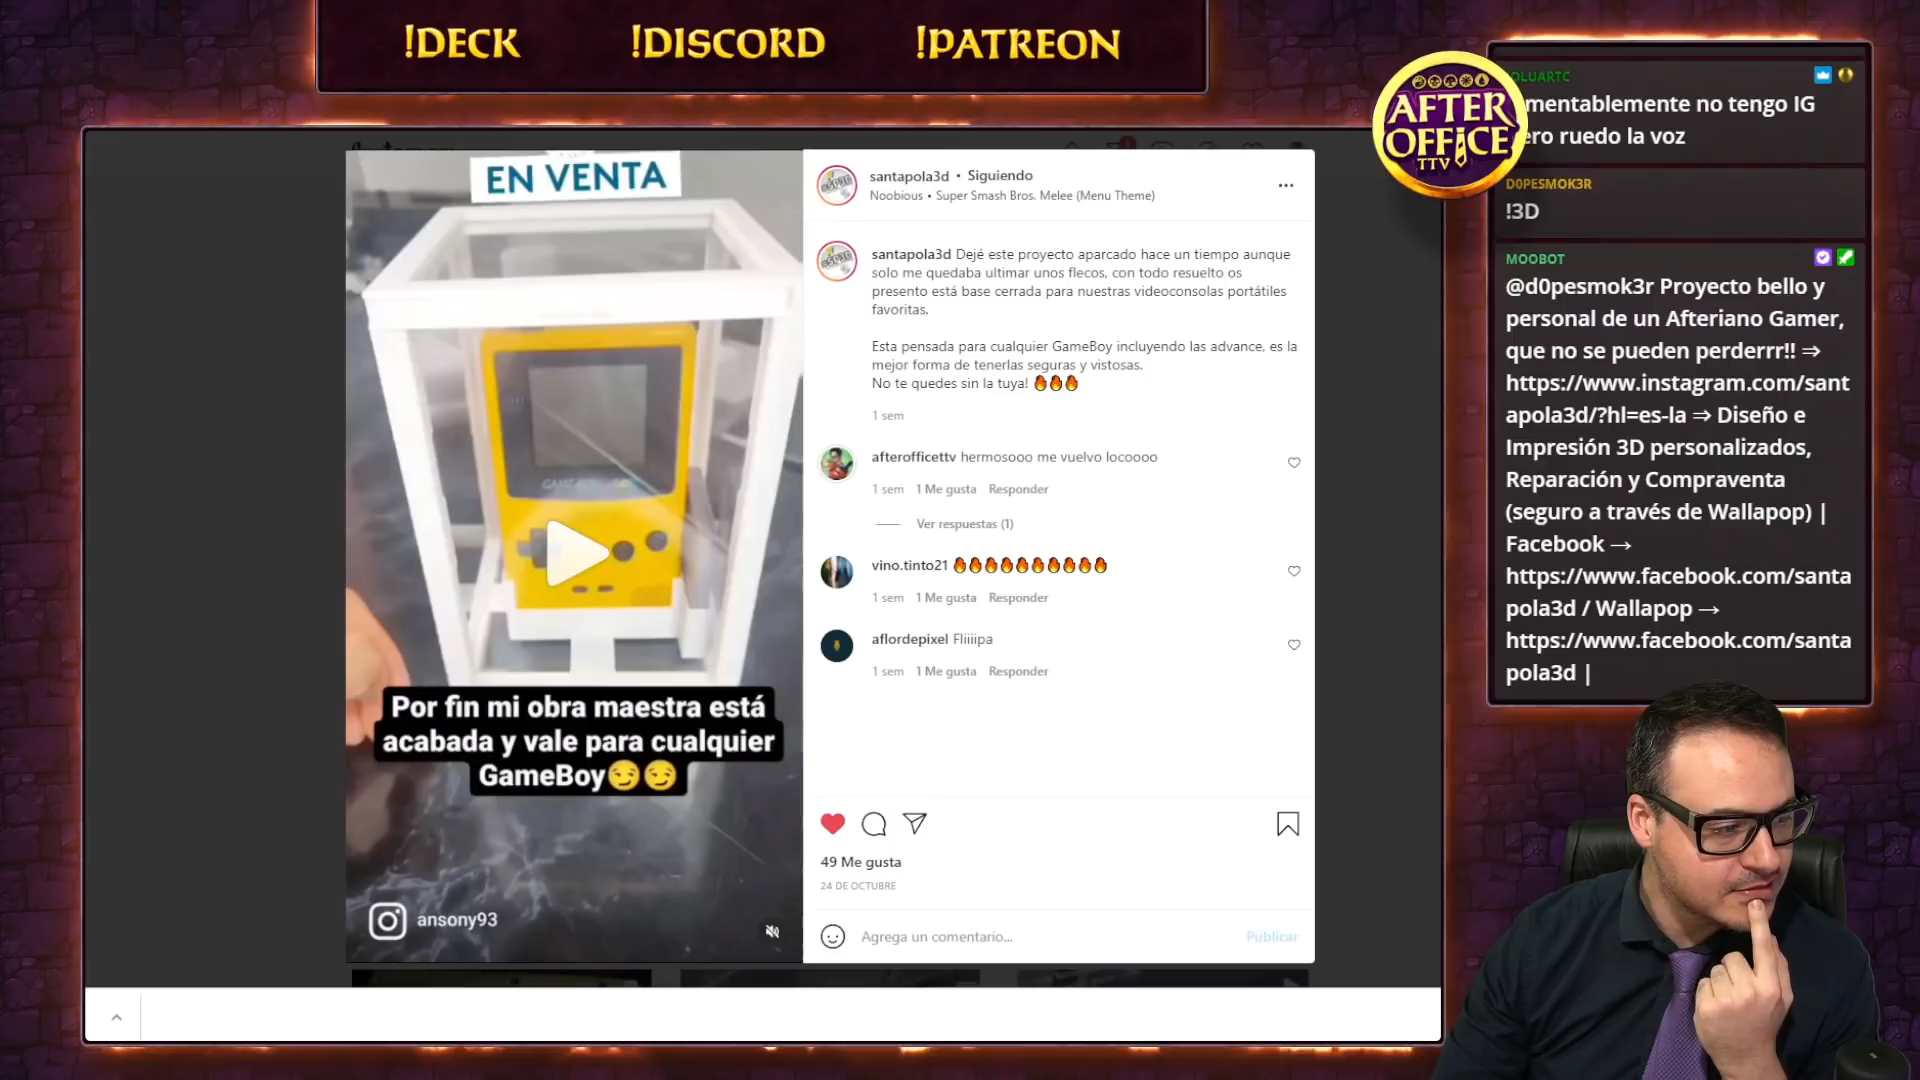 !DECK !DISCORD !PATREON
AFTER
OFFICE
TTV
OLUARTC
mentablemente no tengo IG
ero ruedo la voz
D0PESMOK3R
!3D
MOOBOT
@d0pesmok3r Proyecto bello y
personal de un Afteriano Gamer,
que no se pueden perderrr!! ⇒
https://www.instagram.com/sant
apola3d/?hl=es-la ⇒ Diseño e
Impresión 3D personalizados,
Reparación y Compraventa
(seguro a través de Wallapop) |
Facebook →
https://www.facebook.com/santa
pola3d / Wallapop →
https://www.facebook.com/santa
pola3d |
EN VENTA
GAME BOY
Por fin mi obra maestra está
acabada y vale para cualquier
GameBoy😏😏
ansony93
santapola3d • Siguiendo
Noobious • Super Smash Bros. Melee (Menu Theme)
santapola3d Dejé este proyecto aparcado hace un tiempo aunque
solo me quedaba ultimar unos flecos, con todo resuelto os
presento está base cerrada para nuestras videoconsolas portátiles
favoritas.
Esta pensada para cualquier GameBoy incluyendo las advance, es la
mejor forma de tenerlas seguras y vistosas.
No te quedes sin la tuya! 🔥🔥🔥
1 sem
afterofficettv hermosooo me vuelvo locoooo
1 sem 1 Me gusta Responder
Ver respuestas (1)
vino.tinto21 🔥🔥🔥🔥🔥🔥🔥🔥🔥🔥
1 sem 1 Me gusta Responder
aflordepixel Fliiiipa
1 sem 1 Me gusta Responder
49 Me gusta
24 DE OCTUBRE
Agrega un comentario...
Publicar